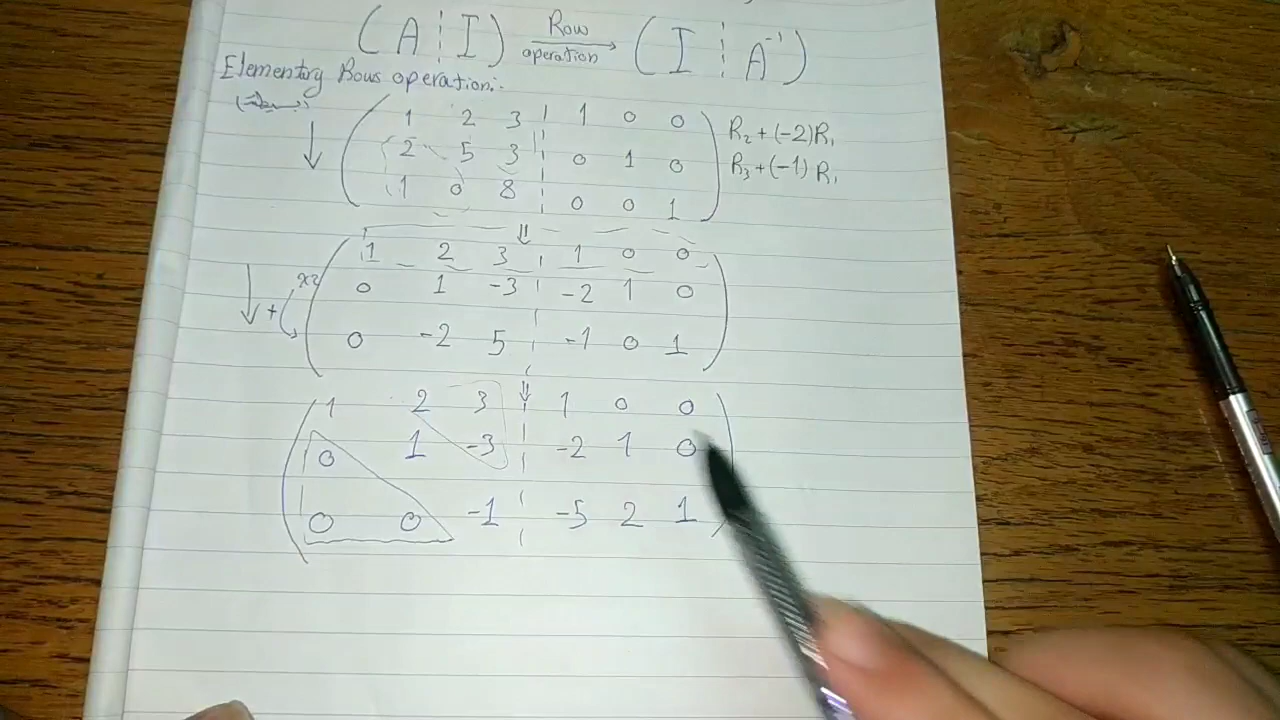 (A ¦ I) Row operation → (I ¦ A⁻¹)
Elementry Rows operation:-
1 2 3 ¦ 1 0 0 R₂+(-2)R₁
2 5 3 ¦ 0 1 0 R₃+(-1)R₁
1 0 8 ¦ 0 0 1
⇓
1 2 3 ¦ 1 0 0
x2 0 1 -3 ¦ -2 1 0
+ 0 -2 5 ¦ -1 0 1
⇓
1 2 3 ¦ 1 0 0
0 1 -3 ¦ -2 1 0
0 0 -1 ¦ -5 2 1